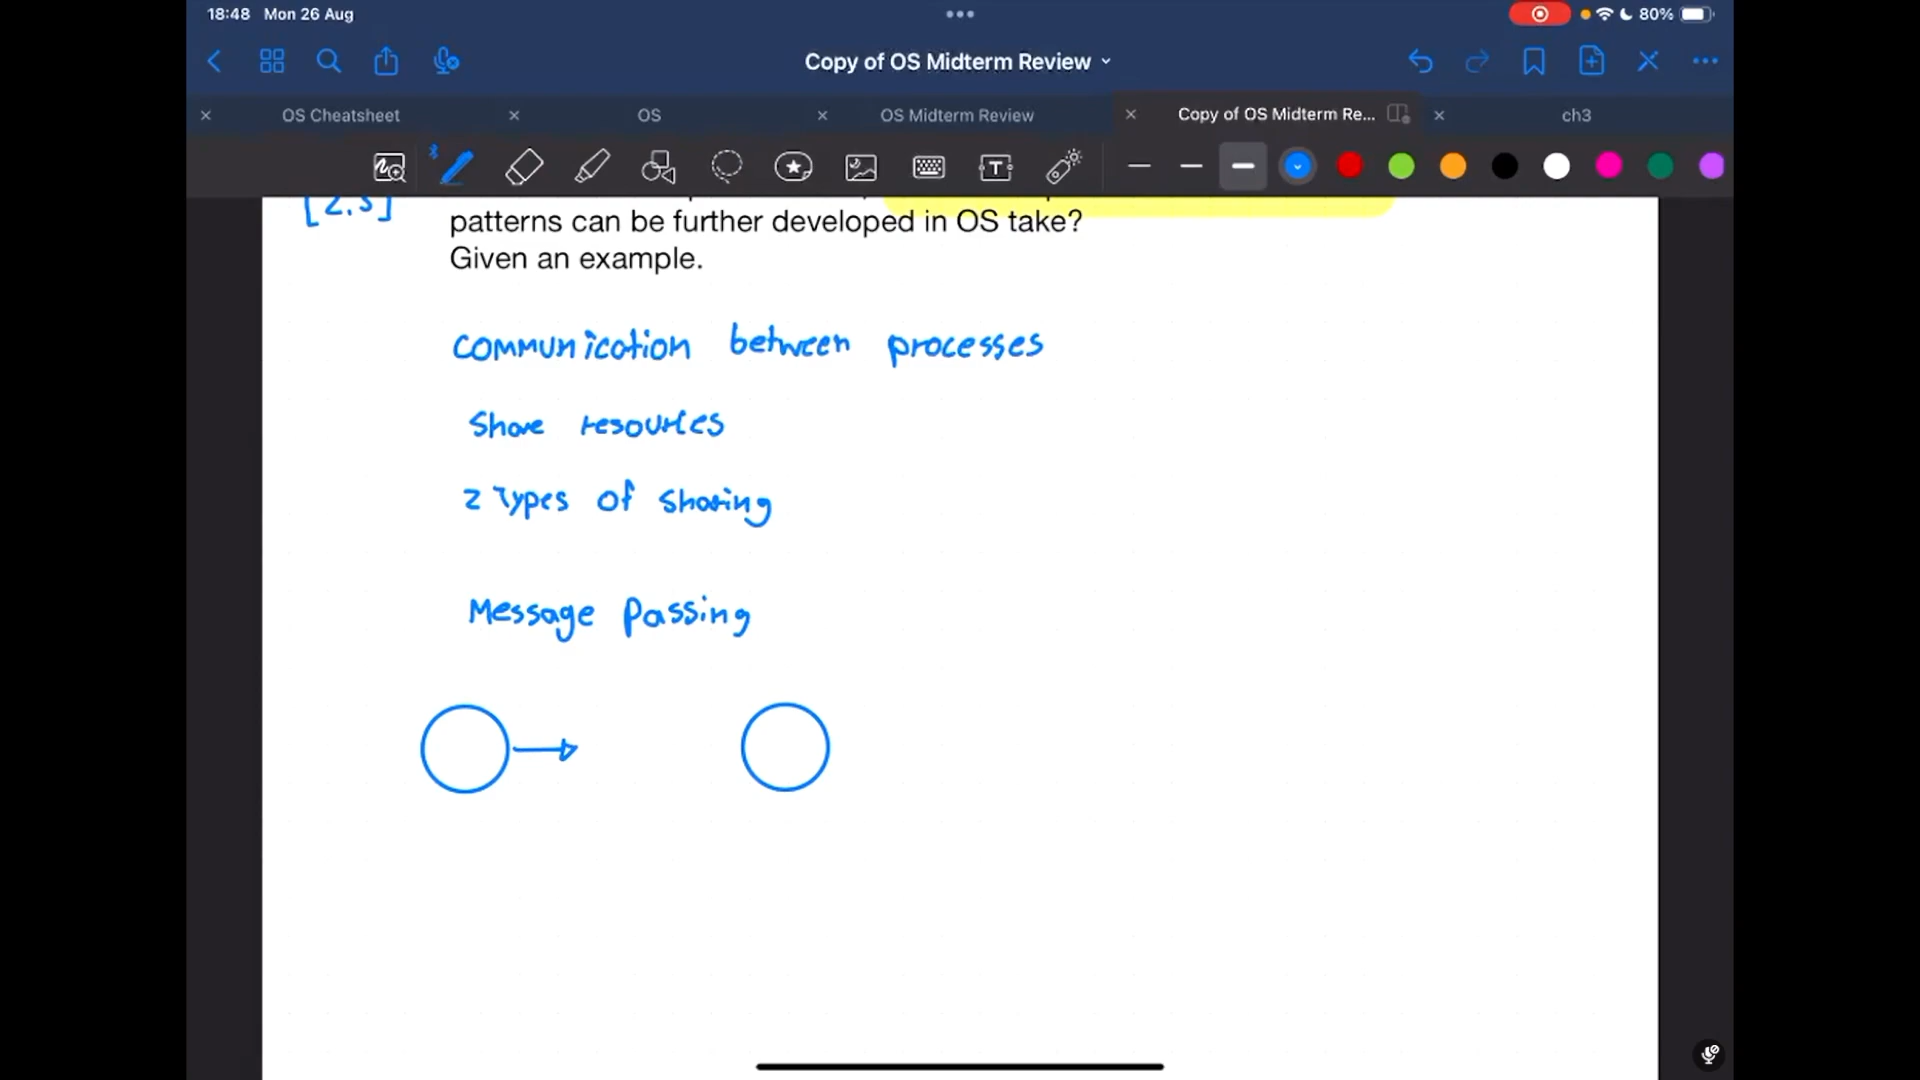 18:48 Mon 26 Aug
80%
Copy of OS Midterm Review
OS Cheatsheet
OS
OS Midterm Review
Copy of OS Midterm Re...
ch3
[2.5]
patterns can be further developed in OS take?
Given an example.
communication between processes
Share resources
2 Types of Sharing
Message Passing